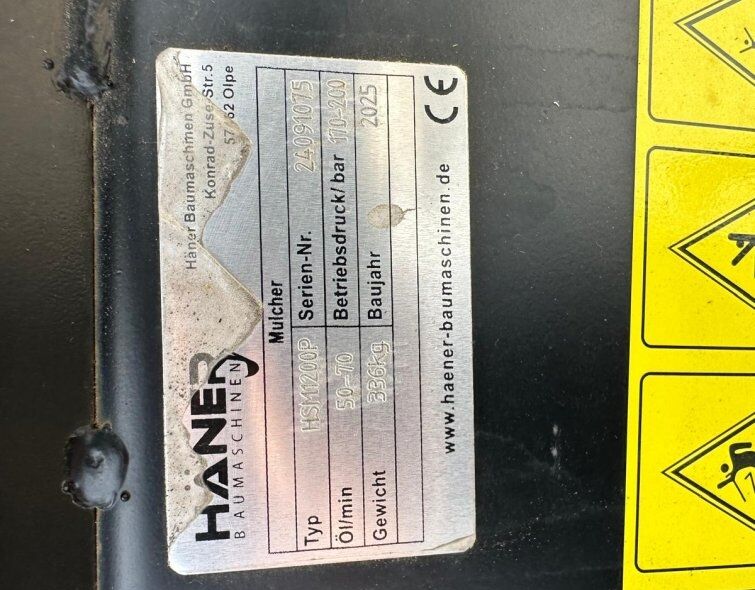 HÄNER
BAUMASCHINEN
Häner Baumaschinen GmbH
Konrad-Zuse-Str.5
Olpe
Mulcher
Typ HSM1200P Serien-Nr. 24091075
Öl/min 50-70 Betriebsdruck/bar 170-200
Gewicht 336kg Baujahr 2025
www.haener-baumaschinen.de CE